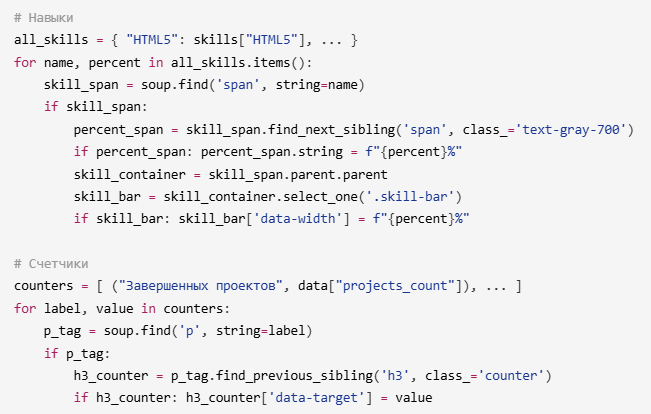 # Навыки
all_skills = { "HTML5": skills["HTML5"], ... }
for name, percent in all_skills.items():
    skill_span = soup.find('span', string=name)
    if skill_span:
        percent_span = skill_span.find_next_sibling('span', class_='text-gray-700')
        if percent_span: percent_span.string = f"{percent}%"
        skill_container = skill_span.parent.parent
        skill_bar = skill_container.select_one('.skill-bar')
        if skill_bar: skill_bar['data-width'] = f"{percent}%"

# Счетчики
counters = [ ("Завершенных проектов", data["projects_count"]), ... ]
for label, value in counters:
    p_tag = soup.find('p', string=label)
    if p_tag:
        h3_counter = p_tag.find_previous_sibling('h3', class_='counter')
        if h3_counter: h3_counter['data-target'] = value